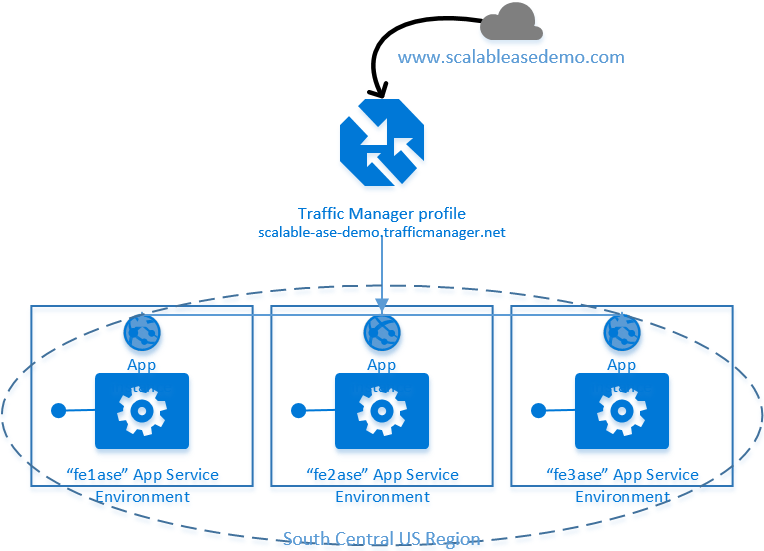 www.scalableasedemo.com
Traffic Manager profile
scalable-ase-demo.trafficmanager.net
App
App
App
“fe1ase” App Service
Environment
“fe2ase” App Service
Environment
“fe3ase” App Service
Environment
South Central US Region